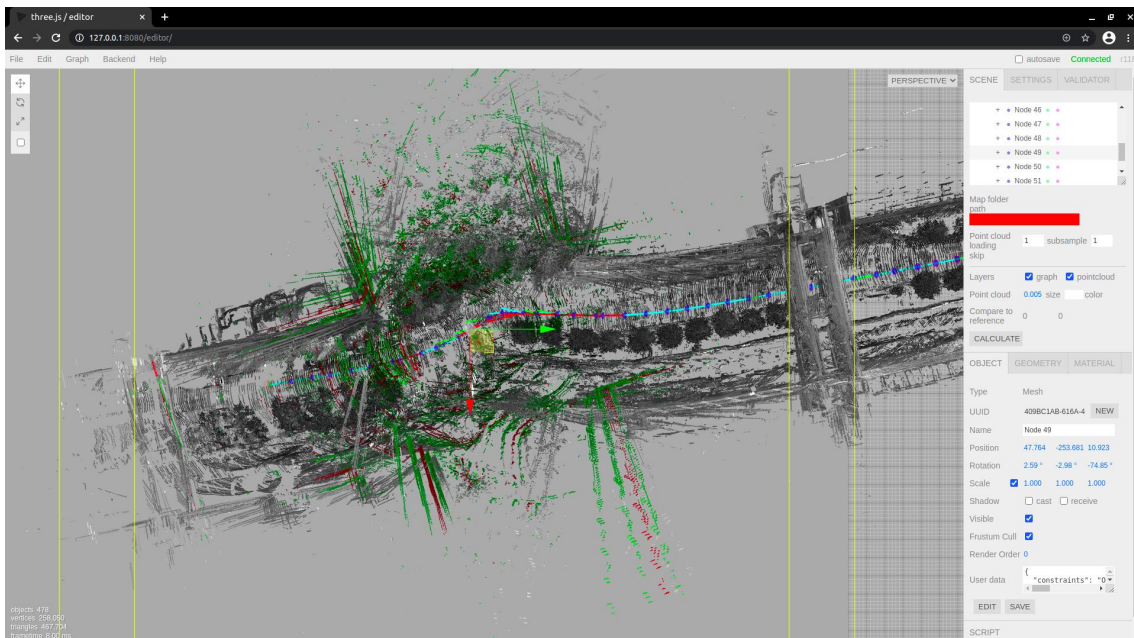 three.js / editor
127.0.0.1:8080/editor/
File Edit Graph Backend Help
autosave Connected
PERSPECTIVE
SCENE SETTINGS VALIDATOR
+ Node 46
+ Node 47
+ Node 48
+ Node 49
+ Node 50
+ Node 51
Map folder
path
Point cloud
loading
skip
1 subsample 1
Layers graph pointcloud
Point cloud 0.005 size color
Compare to
reference
0 0
CALCULATE
OBJECT GEOMETRY MATERIAL
Type Mesh
UUID 409BC1AB-616A-4 NEW
Name Node 49
Position 47.764 -253.681 10.923
Rotation 2.59 ° -2.98 ° -74.85 °
Scale 1.000 1.000 1.000
Shadow cast receive
Visible
Frustum Cull
Render Order 0
User data
{
"constraints": "O
EDIT SAVE
SCRIPT
objects 478
vertices 258,050
triangles 467,704
frametime 8.00 ms